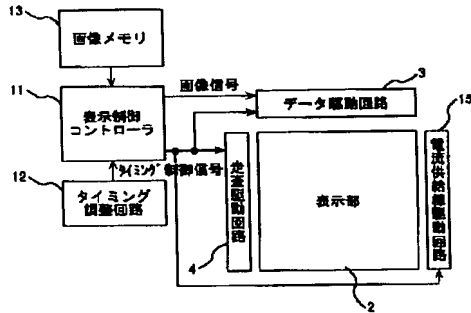 13
画像メモリ
11
表示制御
コントローラ
画像信号
3
データ駆動回路
15
タイミング制御信号
12
タイミング
調整回路
走査駆動回路
4
表示部
2
電流供給線駆動回路